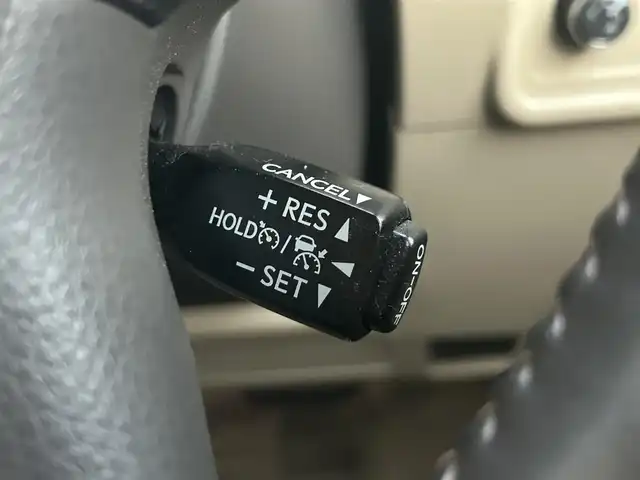 CANCEL▼
+ RES ▲
HOLD /
− SET ▼
ON-OFF